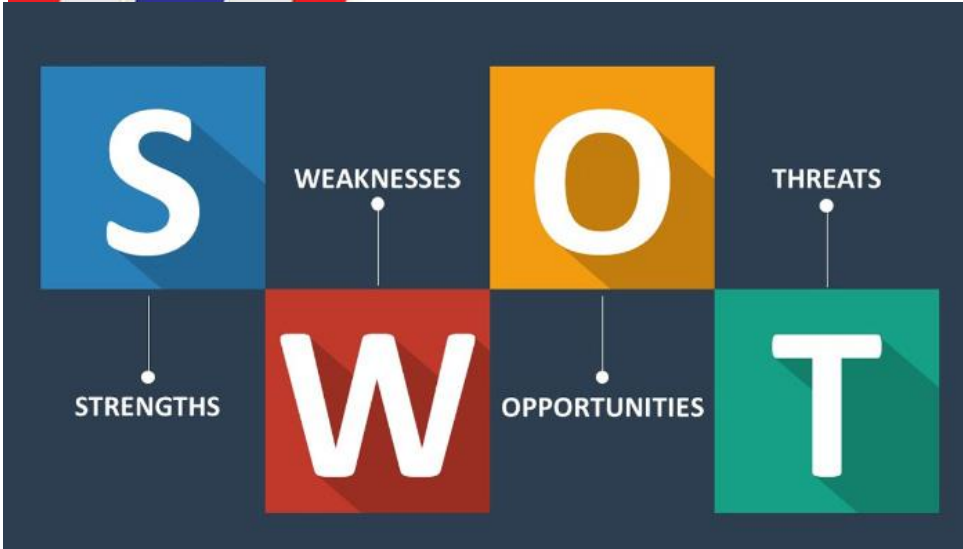 S
STRENGTHS
WEAKNESSES
W
O
OPPORTUNITIES
THREATS
T